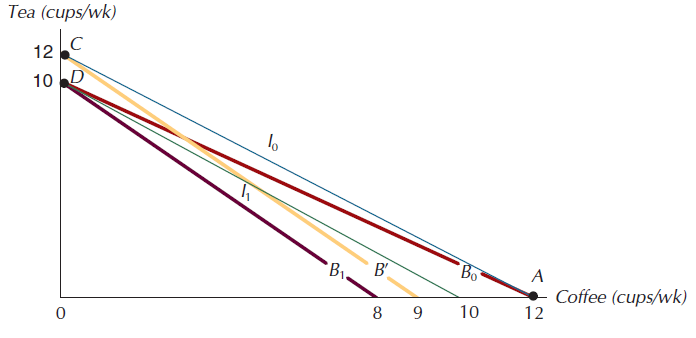 Tea (cups/wk)
12 C
10 D
I0
I1
B1 B' B0 A
Coffee (cups/wk)
0 8 9 10 12